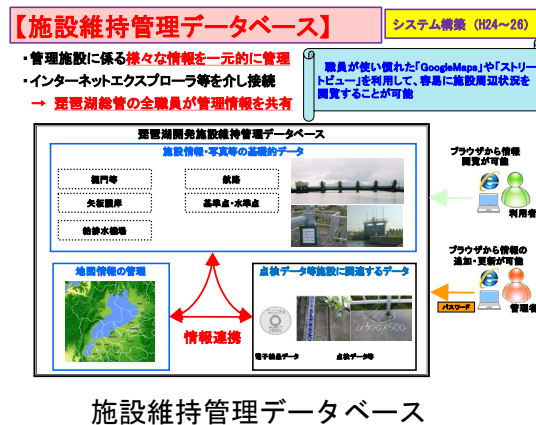 【施設維持管理データベース】
システム構築（H24～26）
・管理施設に係る様々な情報を一元的に管理
・インターネットエクスプローラ等を介し接続
→ 琵琶湖総管の全職員が管理情報を共有
職員が使い慣れた「GoogleMaps」や「ストリー
トビュー」を利用して、容易に施設周辺状況を
閲覧することが可能
琵琶湖開発施設維持管理データベース
施設情報・写真等の基礎的データ
樋門等
航路
矢板護岸
基準点・水準点
給排水機場
ブラウザから情報
閲覧が可能
利用者
地図情報の管理
情報連携
点検データ等施設に関連するデータ
電子納品データ
点検データ等
ブラウザから情報の
追加・更新が可能
パスワード
管理者
施設維持管理データベース